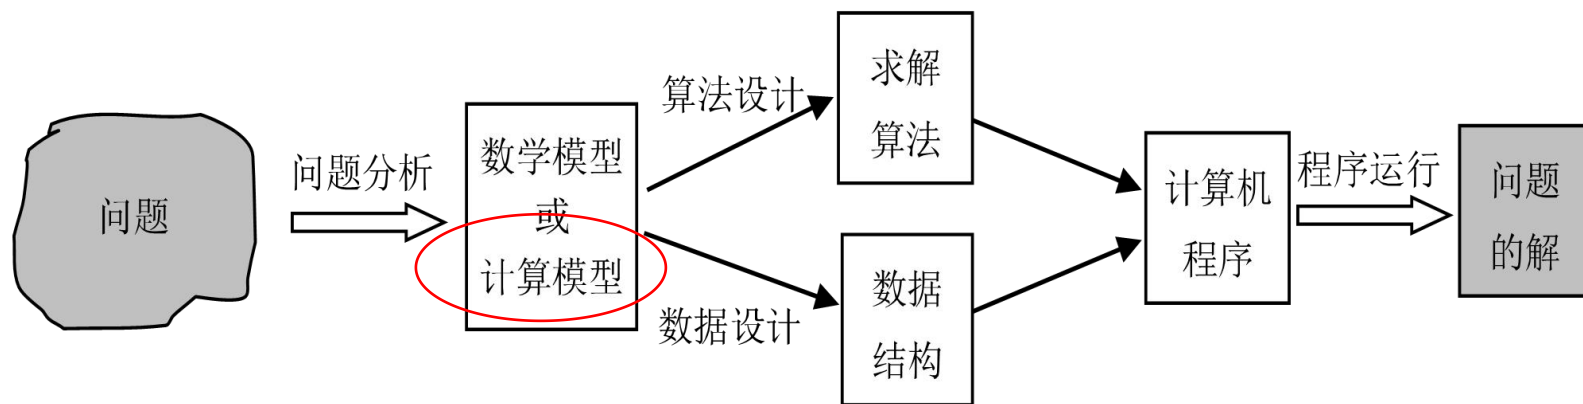 问题
问题分析
数学模型
或
计算模型
算法设计
数据设计
求解
算法
数据
结构
计算机
程序
程序运行
问题
的解